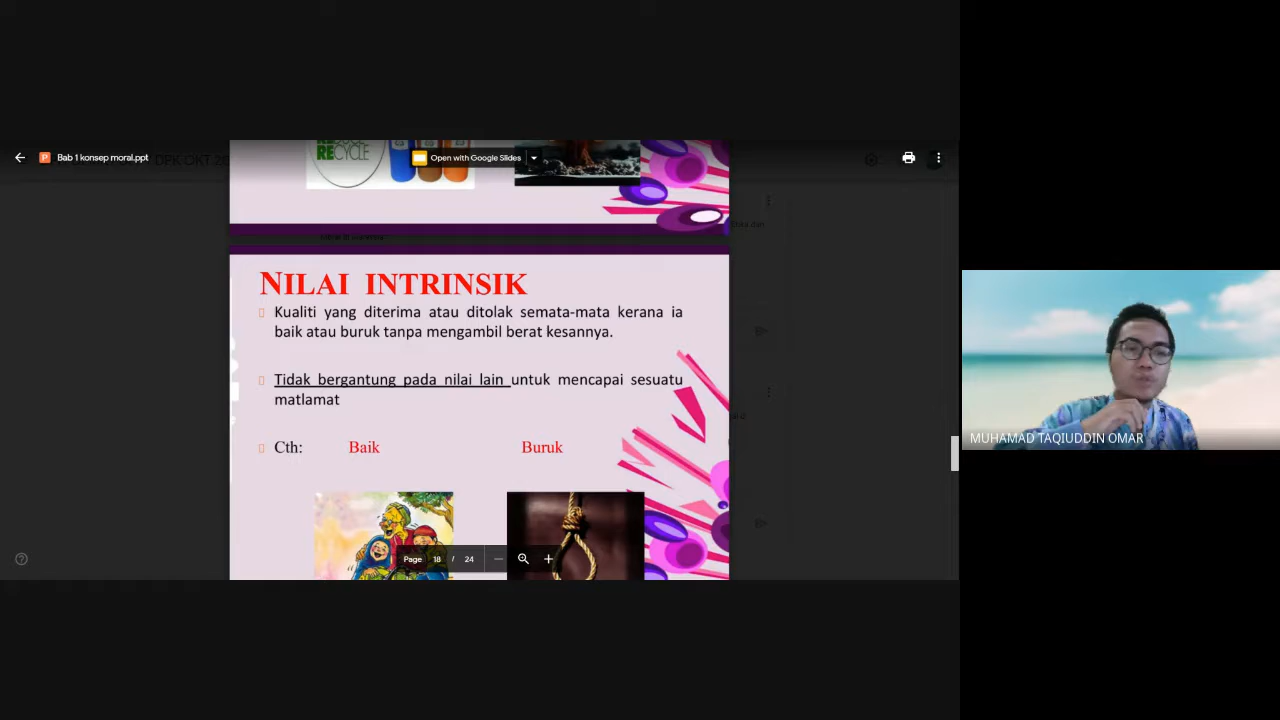 RECYCLE
Bab 1 konsep moral.ppt
Open with Google Slides
NILAI INTRINSIK
Kualiti yang diterima atau ditolak semata-mata kerana ia
baik atau buruk tanpa mengambil berat kesannya.
Tidak bergantung pada nilai lain untuk mencapai sesuatu
matlamat
Cth: Baik Buruk
Page 18 / 24
MUHAMAD TAQIUDDIN OMAR